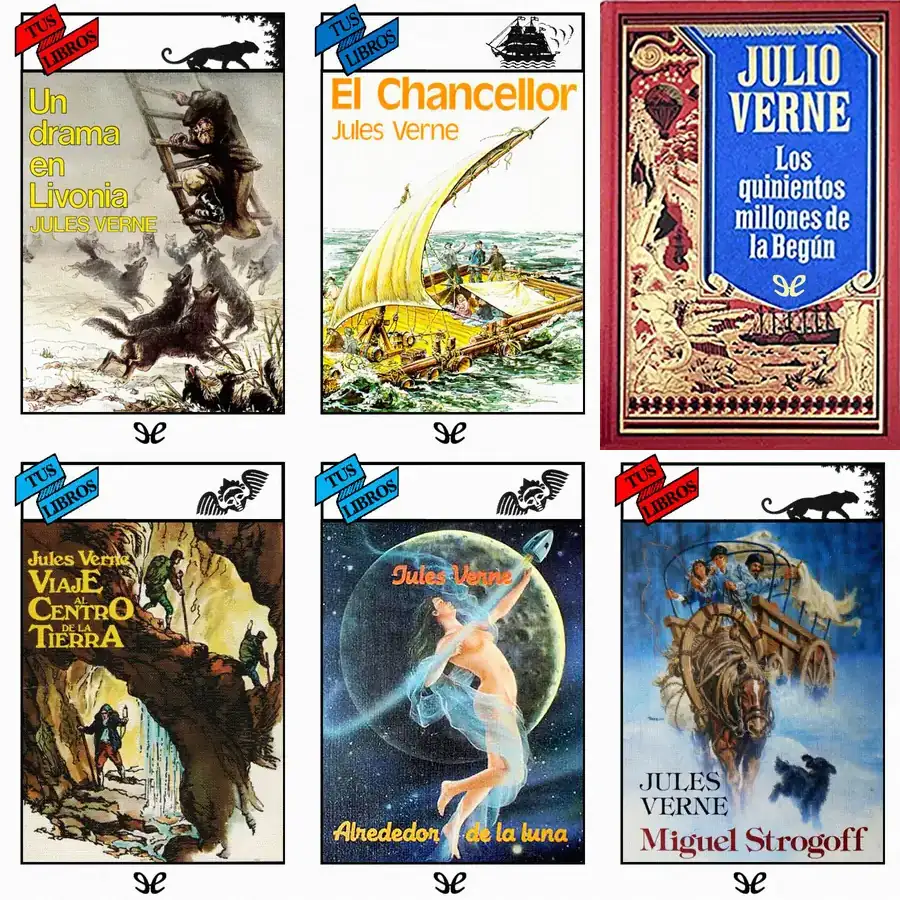 TUS
LIBROS
Un
drama
en
Livonia
JULES VERNE
TUS
LIBROS
El Chancellor
Jules Verne
JULIO
VERNE
Los
quinientos
millones de
la Begún
TUS
LIBROS
Jules Verne
VIAJE
AL
CENTRO
DE LA
TIERRA
TUS
LIBROS
Jules Verne
Alrededor de la luna
TUS
LIBROS
JULES
VERNE
Miguel Strogoff